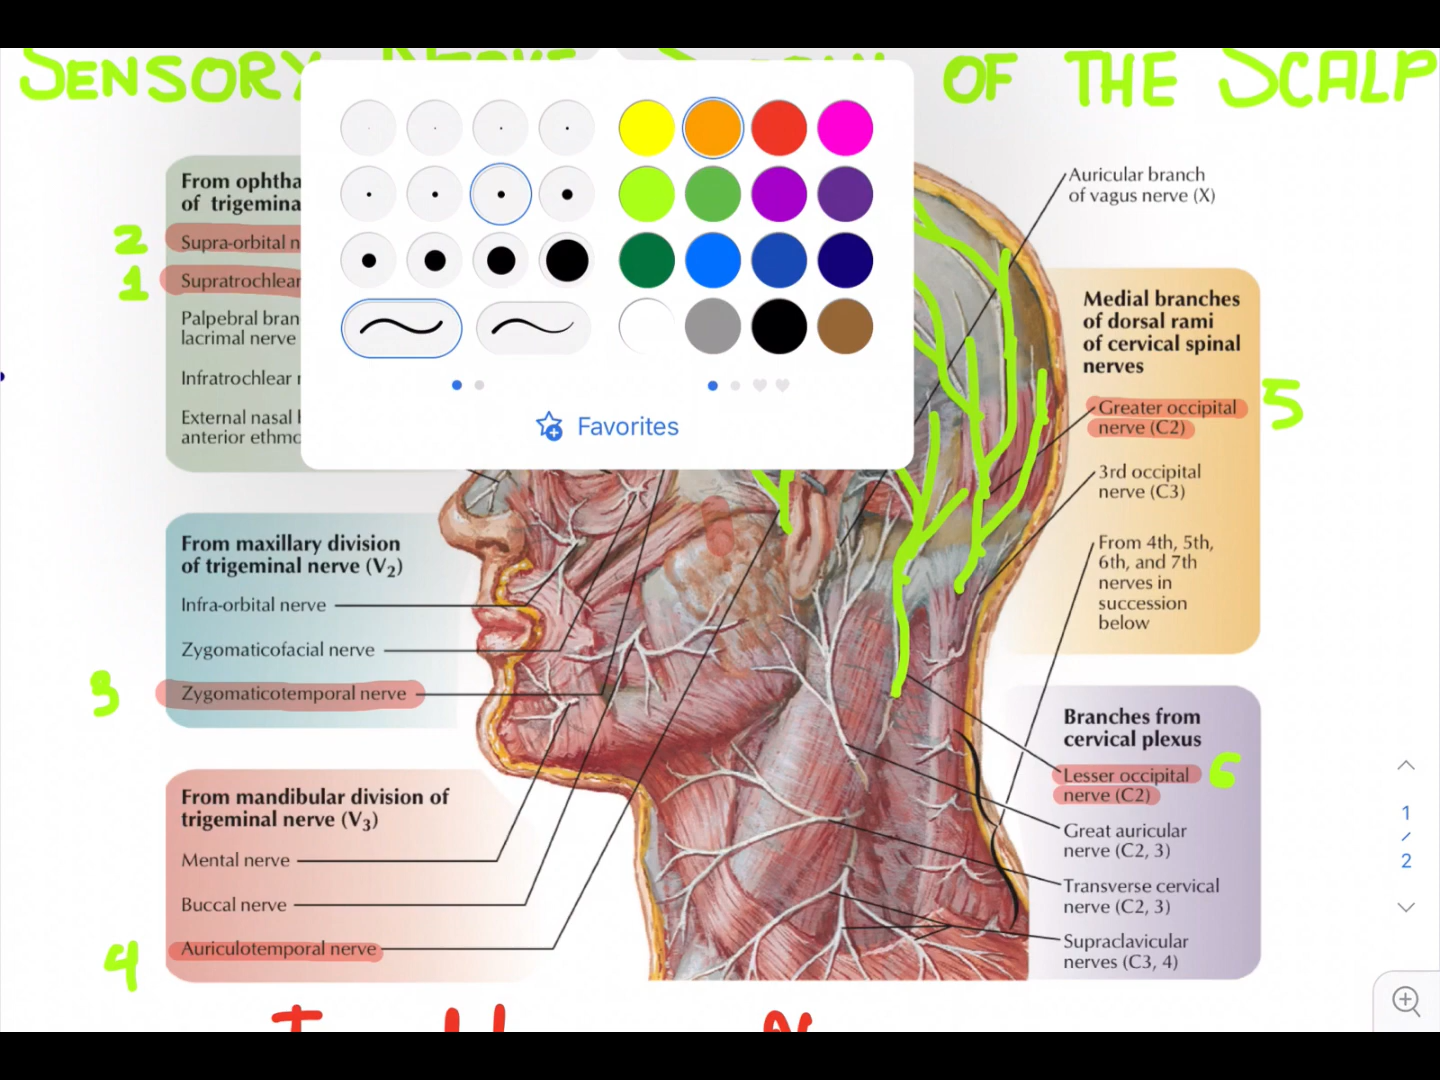 SENSORY OF THE SCALP
From ophtha
of trigemina
2
Supra-orbital n
1
Supratrochlear
Palpebral bran
lacrimal nerve
Infratrochlear
External nasal
anterior ethmo
Favorites
Auricular branch
of vagus nerve (X)
Medial branches
of dorsal rami
of cervical spinal
nerves
Greater occipital
nerve (C2)
5
3rd occipital
nerve (C3)
From 4th, 5th,
6th, and 7th
nerves in
succession
below
From maxillary division
of trigeminal nerve (V₂)
Infra-orbital nerve
Zygomaticofacial nerve
3
Zygomaticotemporal nerve
Branches from
cervical plexus
Lesser occipital
nerve (C2)
6
Great auricular
nerve (C2, 3)
Transverse cervical
nerve (C2, 3)
Supraclavicular
nerves (C3, 4)
From mandibular division of
trigeminal nerve (V₃)
Mental nerve
Buccal nerve
4
Auriculotemporal nerve
1
/
2